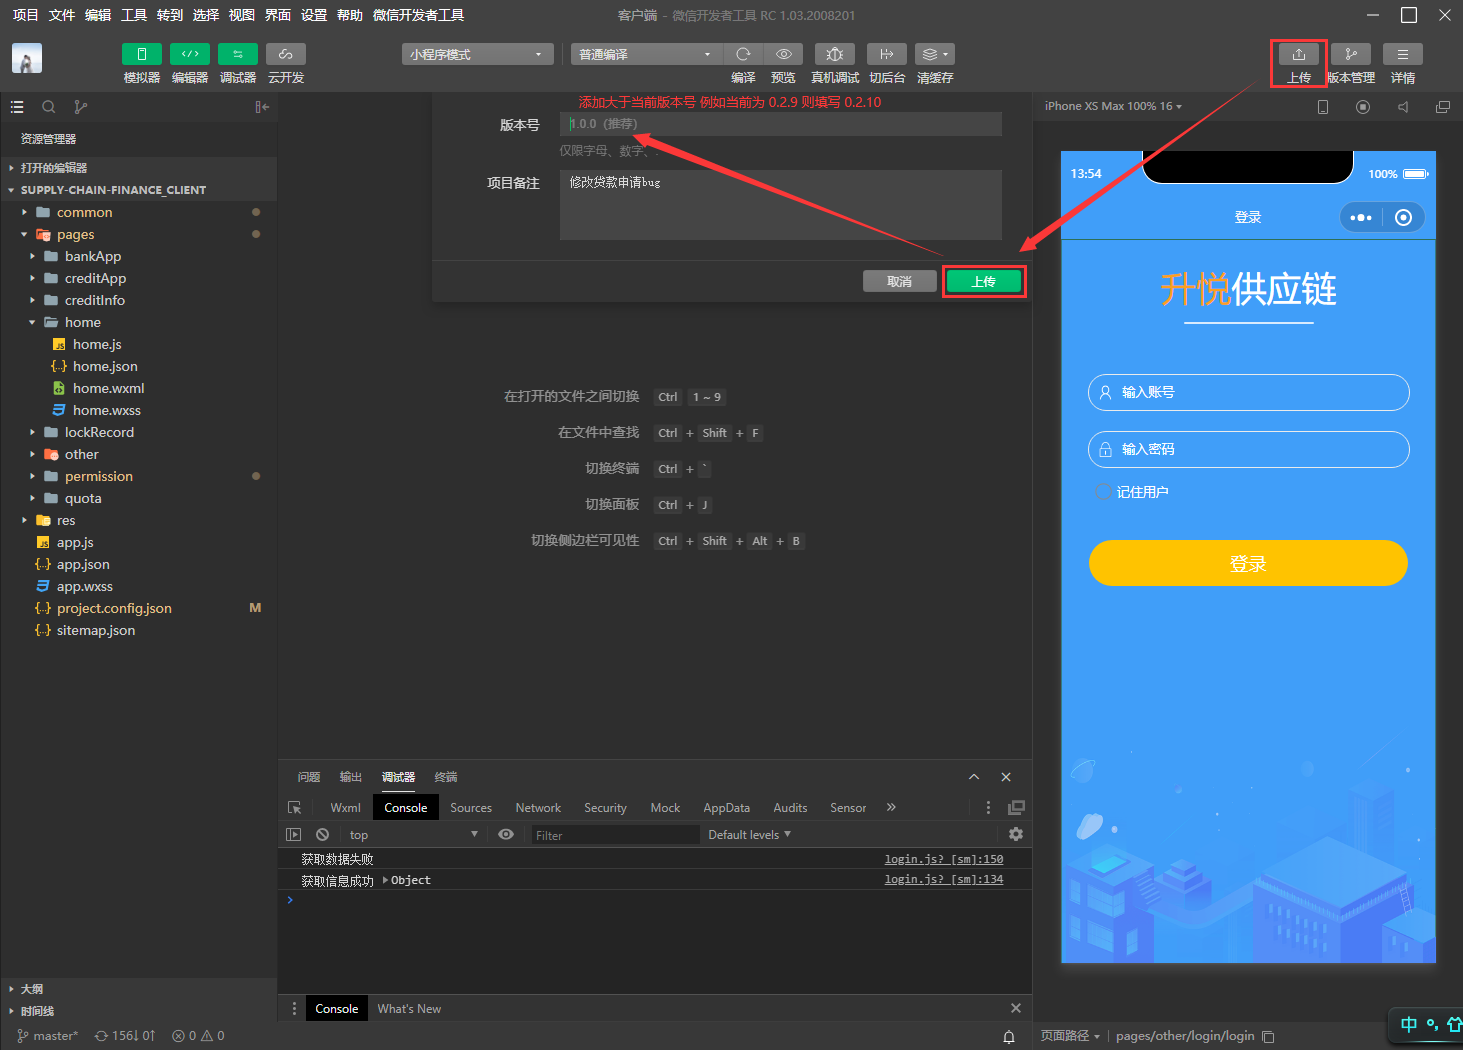 项目 文件 编辑 工具 转到 选择 视图 界面 设置 帮助 微信开发者工具
客户端 - 微信开发者工具 RC 1.03.2008201
模拟器 编辑器 调试器 云开发
小程序模式
普通编译
编译 预览 真机调试 切后台 清缓存
上传 版本管理 详情
资源管理器
打开的编辑器
SUPPLY-CHAIN-FINANCE_CLIENT
common
pages
bankApp
creditApp
creditInfo
home
home.js
home.json
home.wxml
home.wxss
lockRecord
other
permission
quota
res
app.js
app.json
app.wxss
project.config.json M
sitemap.json
大纲
时间线
master* 156↓ 0↑ 0 0
添加大于当前版本号 例如当前为 0.2.9 则填写 0.2.10
版本号 1.0.0（推荐）
仅限字母、数字、.
项目备注 修改贷款申请bug
取消 上传
在打开的文件之间切换 Ctrl 1 ~ 9
在文件中查找 Ctrl + Shift + F
切换终端 Ctrl + `
切换面板 Ctrl + J
切换侧边栏可见性 Ctrl + Shift + Alt + B
问题 输出 调试器 终端
Wxml Console Sources Network Security Mock AppData Audits Sensor »
top Filter Default levels
获取数据失败 login.js? [sm]:150
获取信息成功 Object login.js? [sm]:134
Console What's New
iPhone XS Max 100% 16
13:54 100%
登录
升悦供应链
输入账号
输入密码
记住用户
登录
页面路径 pages/other/login/login
中